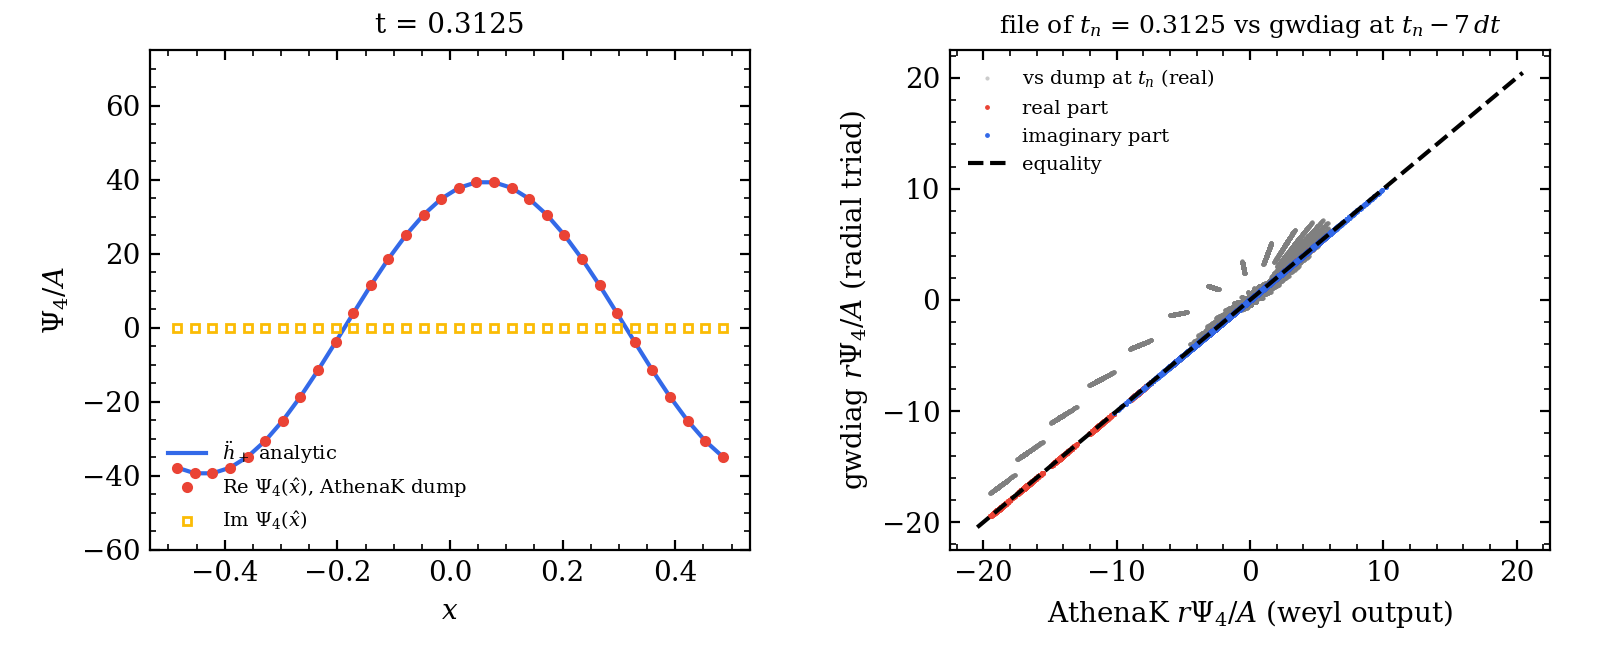 t = 0.3125
60
40
20
0
−20
−40
−60
Ψ₄/A
ḧ₊ analytic
Re Ψ₄(x̂), AthenaK dump
Im Ψ₄(x̂)
−0.4 −0.2 0.0 0.2 0.4
x
file of tₙ = 0.3125 vs gwdiag at tₙ − 7 dt
20
10
0
−10
−20
gwdiag rΨ₄/A (radial triad)
vs dump at tₙ (real)
real part
imaginary part
equality
−20 −10 0 10 20
AthenaK rΨ₄/A (weyl output)